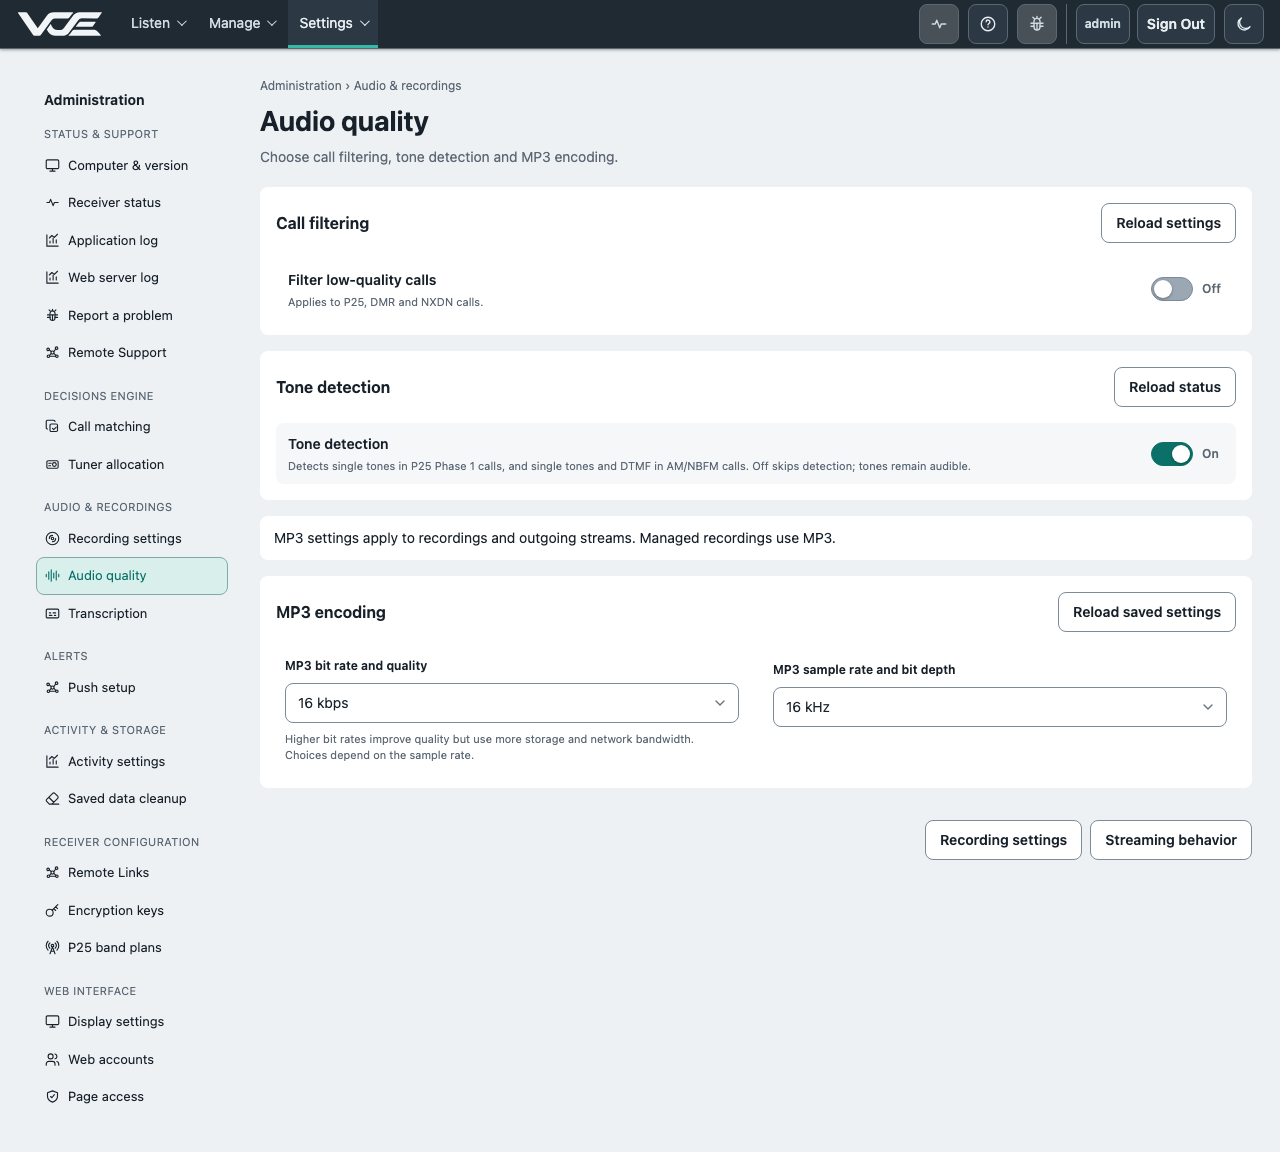 VCE
Listen
Manage
Settings
admin
Sign Out
Administration
STATUS & SUPPORT
Computer & version
Receiver status
Application log
Web server log
Report a problem
Remote Support
DECISIONS ENGINE
Call matching
Tuner allocation
AUDIO & RECORDINGS
Recording settings
Audio quality
Transcription
ALERTS
Push setup
ACTIVITY & STORAGE
Activity settings
Saved data cleanup
RECEIVER CONFIGURATION
Remote Links
Encryption keys
P25 band plans
WEB INTERFACE
Display settings
Web accounts
Page access
Administration › Audio & recordings
Audio quality
Choose call filtering, tone detection and MP3 encoding.
Call filtering
Reload settings
Filter low-quality calls
Applies to P25, DMR and NXDN calls.
Off
Tone detection
Reload status
Tone detection
Detects single tones in P25 Phase 1 calls, and single tones and DTMF in AM/NBFM calls. Off skips detection; tones remain audible.
On
MP3 settings apply to recordings and outgoing streams. Managed recordings use MP3.
MP3 encoding
Reload saved settings
MP3 bit rate and quality
16 kbps
Higher bit rates improve quality but use more storage and network bandwidth.
Choices depend on the sample rate.
MP3 sample rate and bit depth
16 kHz
Recording settings
Streaming behavior